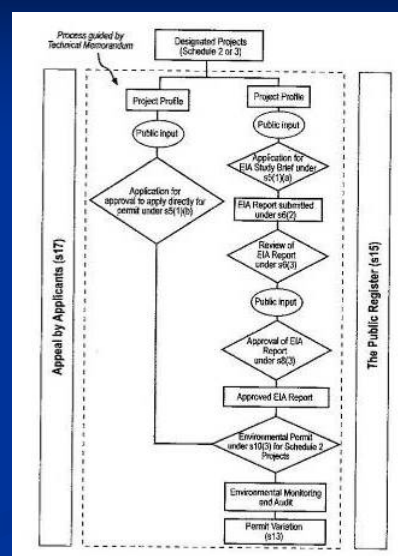 Process guided by
Technical Memorandum
Designated Projects
(Schedule 2 or 3)
Project Profile
Project Profile
Public input
Public input
Application for
EIA Study Brief under
s5(1)(a)
Application for
approval to apply directly for
permit under s5(1)(b)
EIA Report submitted
under s6(2)
Review of
EIA Report
under s6(3)
Public input
Approval of EIA
Report
under s8(3)
Approved EIA Report
Environmental Permit
under s10(3) for Schedule 2
Projects
Environmental Monitoring
and Audit
Permit Variation
(s13)
Appeal by Applicants (s17)
The Public Register (s15)